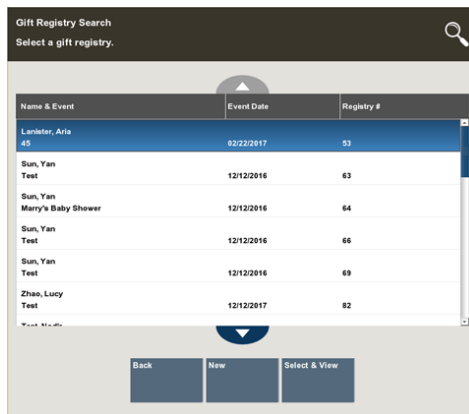 Gift Registry Search
Select a gift registry.
Name & Event Event Date Registry #
Lanister, Aria
45 02/22/2017 53
Sun, Yan
Test 12/12/2016 63
Sun, Yan
Marry's Baby Shower 12/12/2016 64
Sun, Yan
Test 12/12/2016 66
Sun, Yan
Test 12/12/2016 69
Zhao, Lucy
Test 12/12/2017 82
Back New Select & View